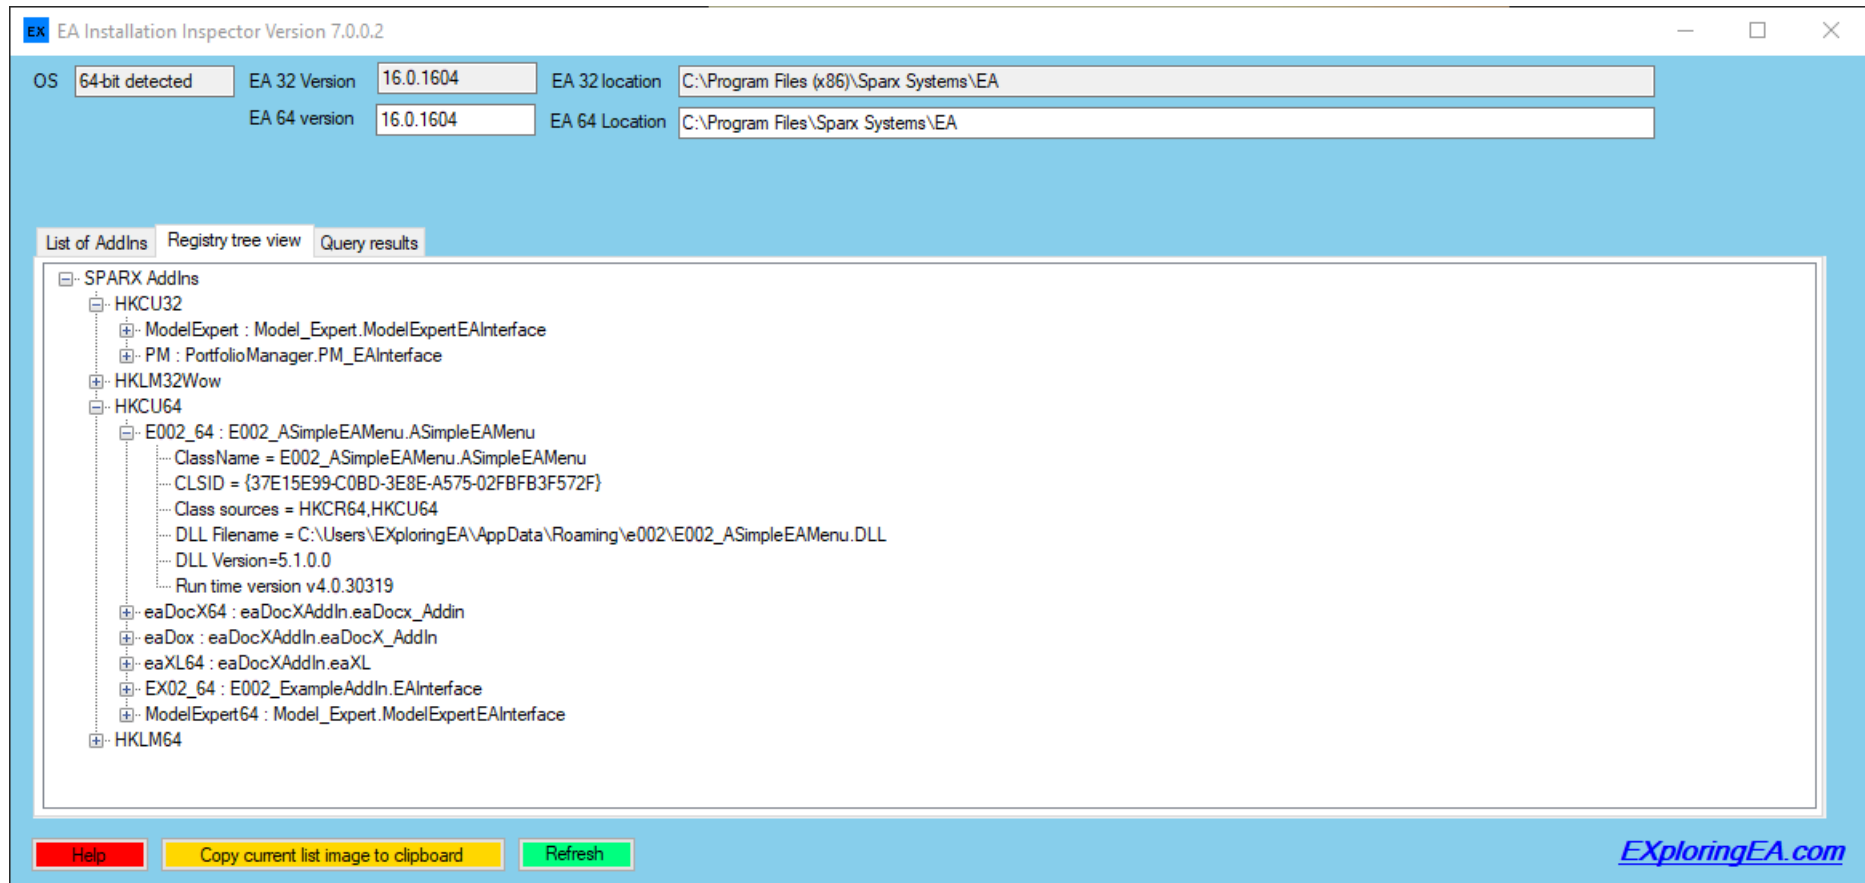 EX EA Installation Inspector Version 7.0.0.2
OS 64-bit detected EA 32 Version 16.0.1604 EA 32 location C:\Program Files (x86)\Sparx Systems\EA
EA 64 version 16.0.1604 EA 64 Location C:\Program Files\Sparx Systems\EA
List of AddIns Registry tree view Query results
SPARX AddIns
HKCU32
ModelExpert : Model_Expert.ModelExpertEAInterface
PM : PortfolioManager.PM_EAInterface
HKLM32Wow
HKCU64
E002_64 : E002_ASimpleEAMenu.ASimpleEAMenu
ClassName = E002_ASimpleEAMenu.ASimpleEAMenu
CLSID = {37E15E99-C0BD-3E8E-A575-02FBFB3F572F}
Class sources = HKCR64,HKCU64
DLL Filename = C:\Users\EXploringEA\AppData\Roaming\e002\E002_ASimpleEAMenu.DLL
DLL Version=5.1.0.0
Run time version v4.0.30319
eaDocX64 : eaDocXAddIn.eaDocx_Addin
eaDox : eaDocXAddIn.eaDocX_AddIn
eaXL64 : eaDocXAddIn.eaXL
EX02_64 : E002_ExampleAddIn.EAInterface
ModelExpert64 : Model_Expert.ModelExpertEAInterface
HKLM64
Help Copy current list image to clipboard Refresh EXploringEA.com